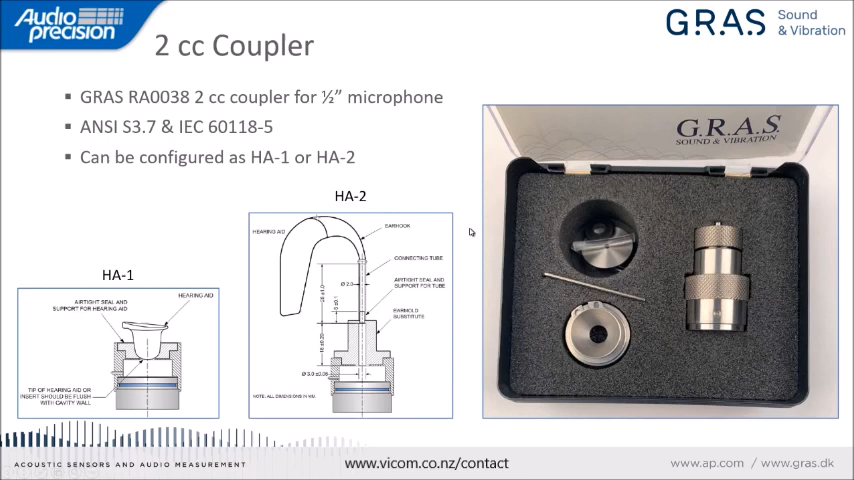 Audio
precision
2 cc Coupler
GRAS Sound
& Vibration
▪ GRAS RA0038 2 cc coupler for ½” microphone
▪ ANSI S3.7 & IEC 60118-5
▪ Can be configured as HA-1 or HA-2
G.R.A.S.
SOUND & VIBRATION
HA-2
HEARING AID
EARHOOK
CONNECTING TUBE
AIRTIGHT SEAL AND
SUPPORT FOR TUBE
EARMOLD
SUBSTITUTE
NOTE: ALL DIMENSIONS IN MM.
HA-1
AIRTIGHT SEAL AND
SUPPORT FOR HEARING AID
HEARING AID
TIP OF HEARING AID OR
INSERT SHOULD BE FLUSH
WITH CAVITY WALL
ACOUSTIC SENSORS AND AUDIO MEASUREMENT
www.vicom.co.nz/contact
www.ap.com / www.gras.dk